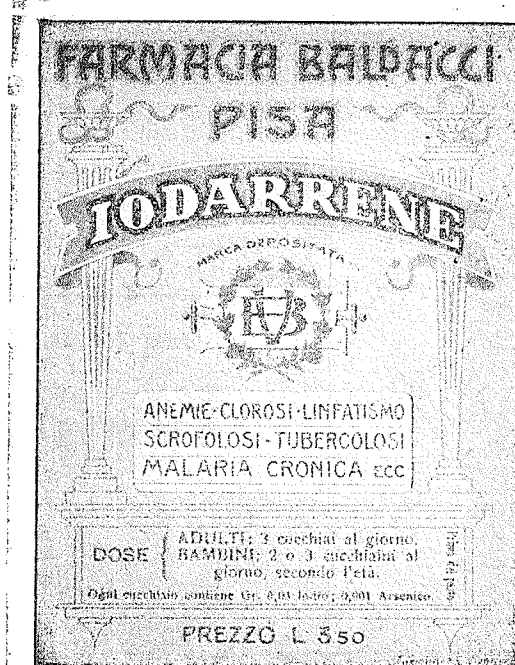 FARMACIA BALDACCI
PISA
IODARRENE
MARCA DEPOSITATA
ANEMIE-CLOROSI-LINFATISMO
SCROFOLOSI-TUBERCOLOSI
MALARIA CRONICA ECC
DOSE
ADULTI: 3 cucchiai al giorno.
BAMBINI: 2 o 3 cucchiaini al
giorno, secondo l'età.
Ogni cucchiaio contiene Gr. 0,03 Iodio; 0,001 Arsenico.
PREZZO L 3.50